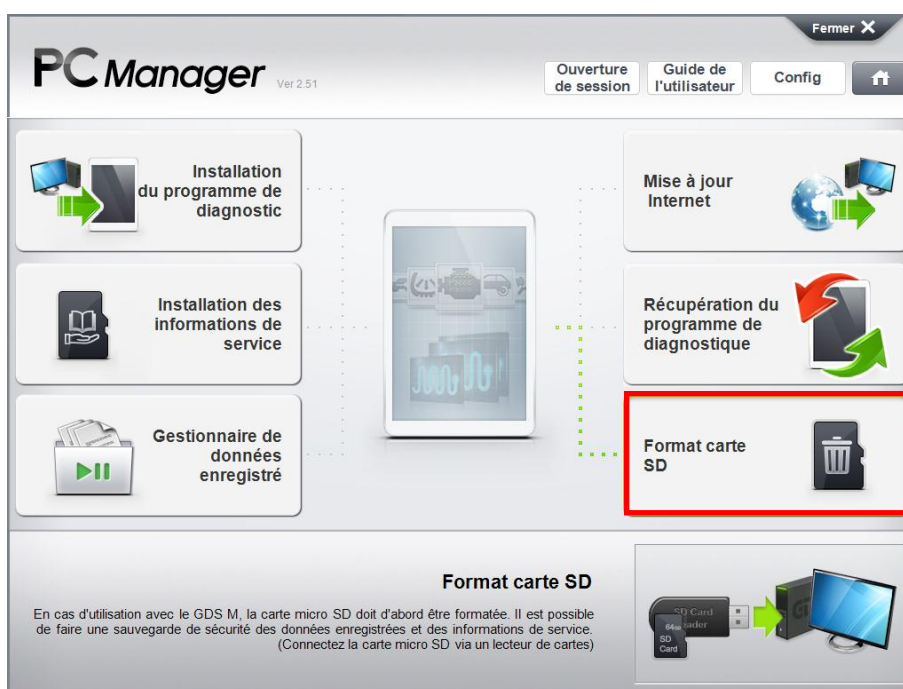 Fermer X
PC Manager Ver 2.51
Ouverture
de session
Guide de
l'utilisateur
Config
Installation
du programme de
diagnostic
Mise à jour
Internet
Installation des
informations de
service
Récupération du
programme de
diagnostique
Gestionnaire de
données
enregistré
Format carte
SD
Format carte SD
En cas d'utilisation avec le GDS M, la carte micro SD doit d'abord être formatée. Il est possible
de faire une sauvegarde de sécurité des données enregistrées et des informations de service.
(Connectez la carte micro SD via un lecteur de cartes)
SD Card
64GB
SD
Card